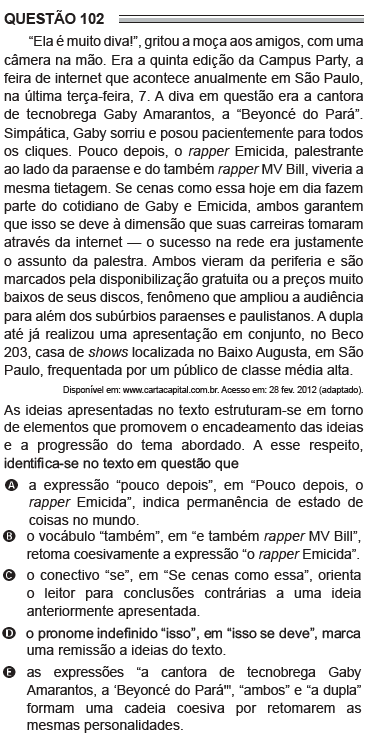 QUESTÃO 102
“Ela é muito diva!”, gritou a moça aos amigos, com uma
câmera na mão. Era a quinta edição da Campus Party, a
feira de internet que acontece anualmente em São Paulo,
na última terça-feira, 7. A diva em questão era a cantora
de tecnobrega Gaby Amarantos, a “Beyoncé do Pará”.
Simpática, Gaby sorriu e posou pacientemente para todos
os cliques. Pouco depois, o rapper Emicida, palestrante
ao lado da paraense e do também rapper MV Bill, viveria a
mesma tietagem. Se cenas como essa hoje em dia fazem
parte do cotidiano de Gaby e Emicida, ambos garantem
que isso se deve à dimensão que suas carreiras tomaram
através da internet — o sucesso na rede era justamente
o assunto da palestra. Ambos vieram da periferia e são
marcados pela disponibilização gratuita ou a preços muito
baixos de seus discos, fenômeno que ampliou a audiência
para além dos subúrbios paraenses e paulistanos. A dupla
até já realizou uma apresentação em conjunto, no Beco
203, casa de shows localizada no Baixo Augusta, em São
Paulo, frequentada por um público de classe média alta.
Disponível em: www.cartacapital.com.br. Acesso em: 28 fev. 2012 (adaptado).
As ideias apresentadas no texto estruturam-se em torno
de elementos que promovem o encadeamento das ideias
e a progressão do tema abordado. A esse respeito,
identifica-se no texto em questão que
A a expressão “pouco depois”, em “Pouco depois, o
rapper Emicida”, indica permanência de estado de
coisas no mundo.
B o vocábulo “também”, em “e também rapper MV Bill”,
retoma coesivamente a expressão “o rapper Emicida”.
C o conectivo “se”, em “Se cenas como essa”, orienta
o leitor para conclusões contrárias a uma ideia
anteriormente apresentada.
D o pronome indefinido “isso”, em “isso se deve”, marca
uma remissão a ideias do texto.
E as expressões “a cantora de tecnobrega Gaby
Amarantos, a ‘Beyoncé do Pará’", “ambos” e “a dupla”
formam uma cadeia coesiva por retomarem as
mesmas personalidades.